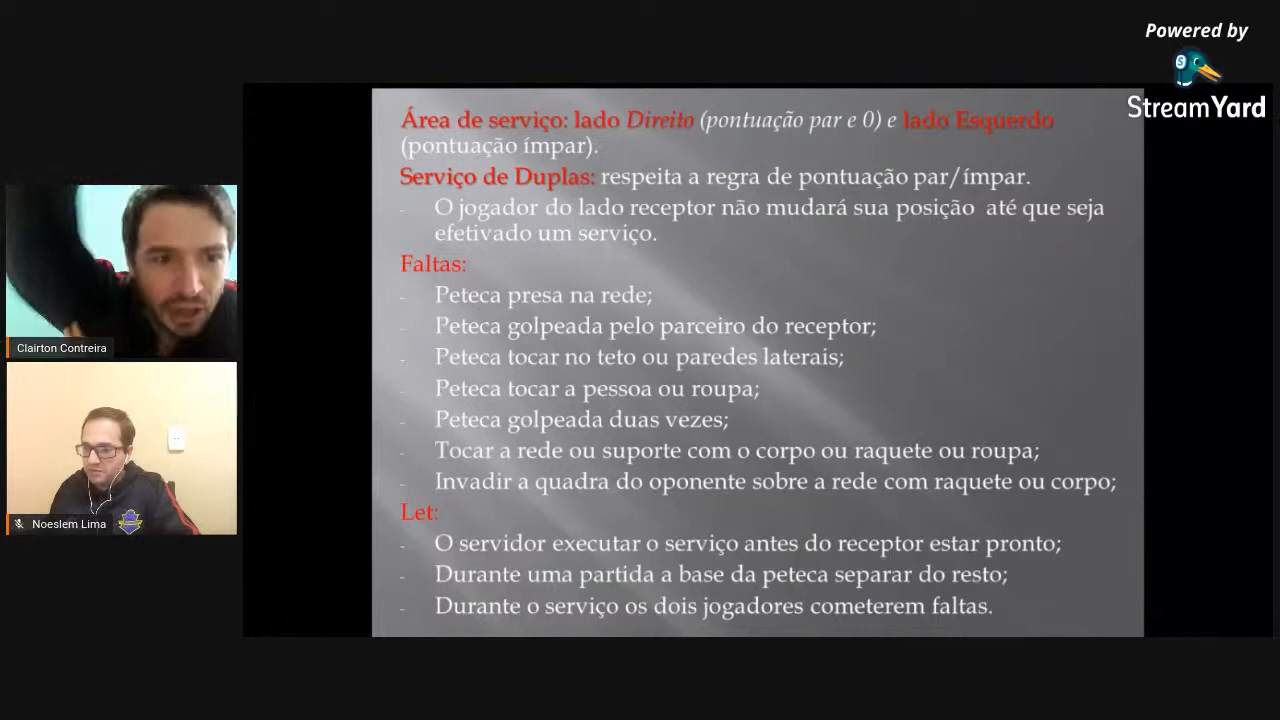 Powered by
StreamYard
Área de serviço: lado Direito (pontuação par e 0) e lado Esquerdo
(pontuação ímpar).
Serviço de Duplas: respeita a regra de pontuação par/ímpar.
- O jogador do lado receptor não mudará sua posição até que seja
efetivado um serviço.
Faltas:
- Peteca presa na rede;
- Peteca golpeada pelo parceiro do receptor;
- Peteca tocar no teto ou paredes laterais;
- Peteca tocar a pessoa ou roupa;
- Peteca golpeada duas vezes;
- Tocar a rede ou suporte com o corpo ou raquete ou roupa;
- Invadir a quadra do oponente sobre a rede com raquete ou corpo;
Let:
- O servidor executar o serviço antes do receptor estar pronto;
- Durante uma partida a base da peteca separar do resto;
- Durante o serviço os dois jogadores cometerem faltas.
Clairton Contreira
Noeslem Lima